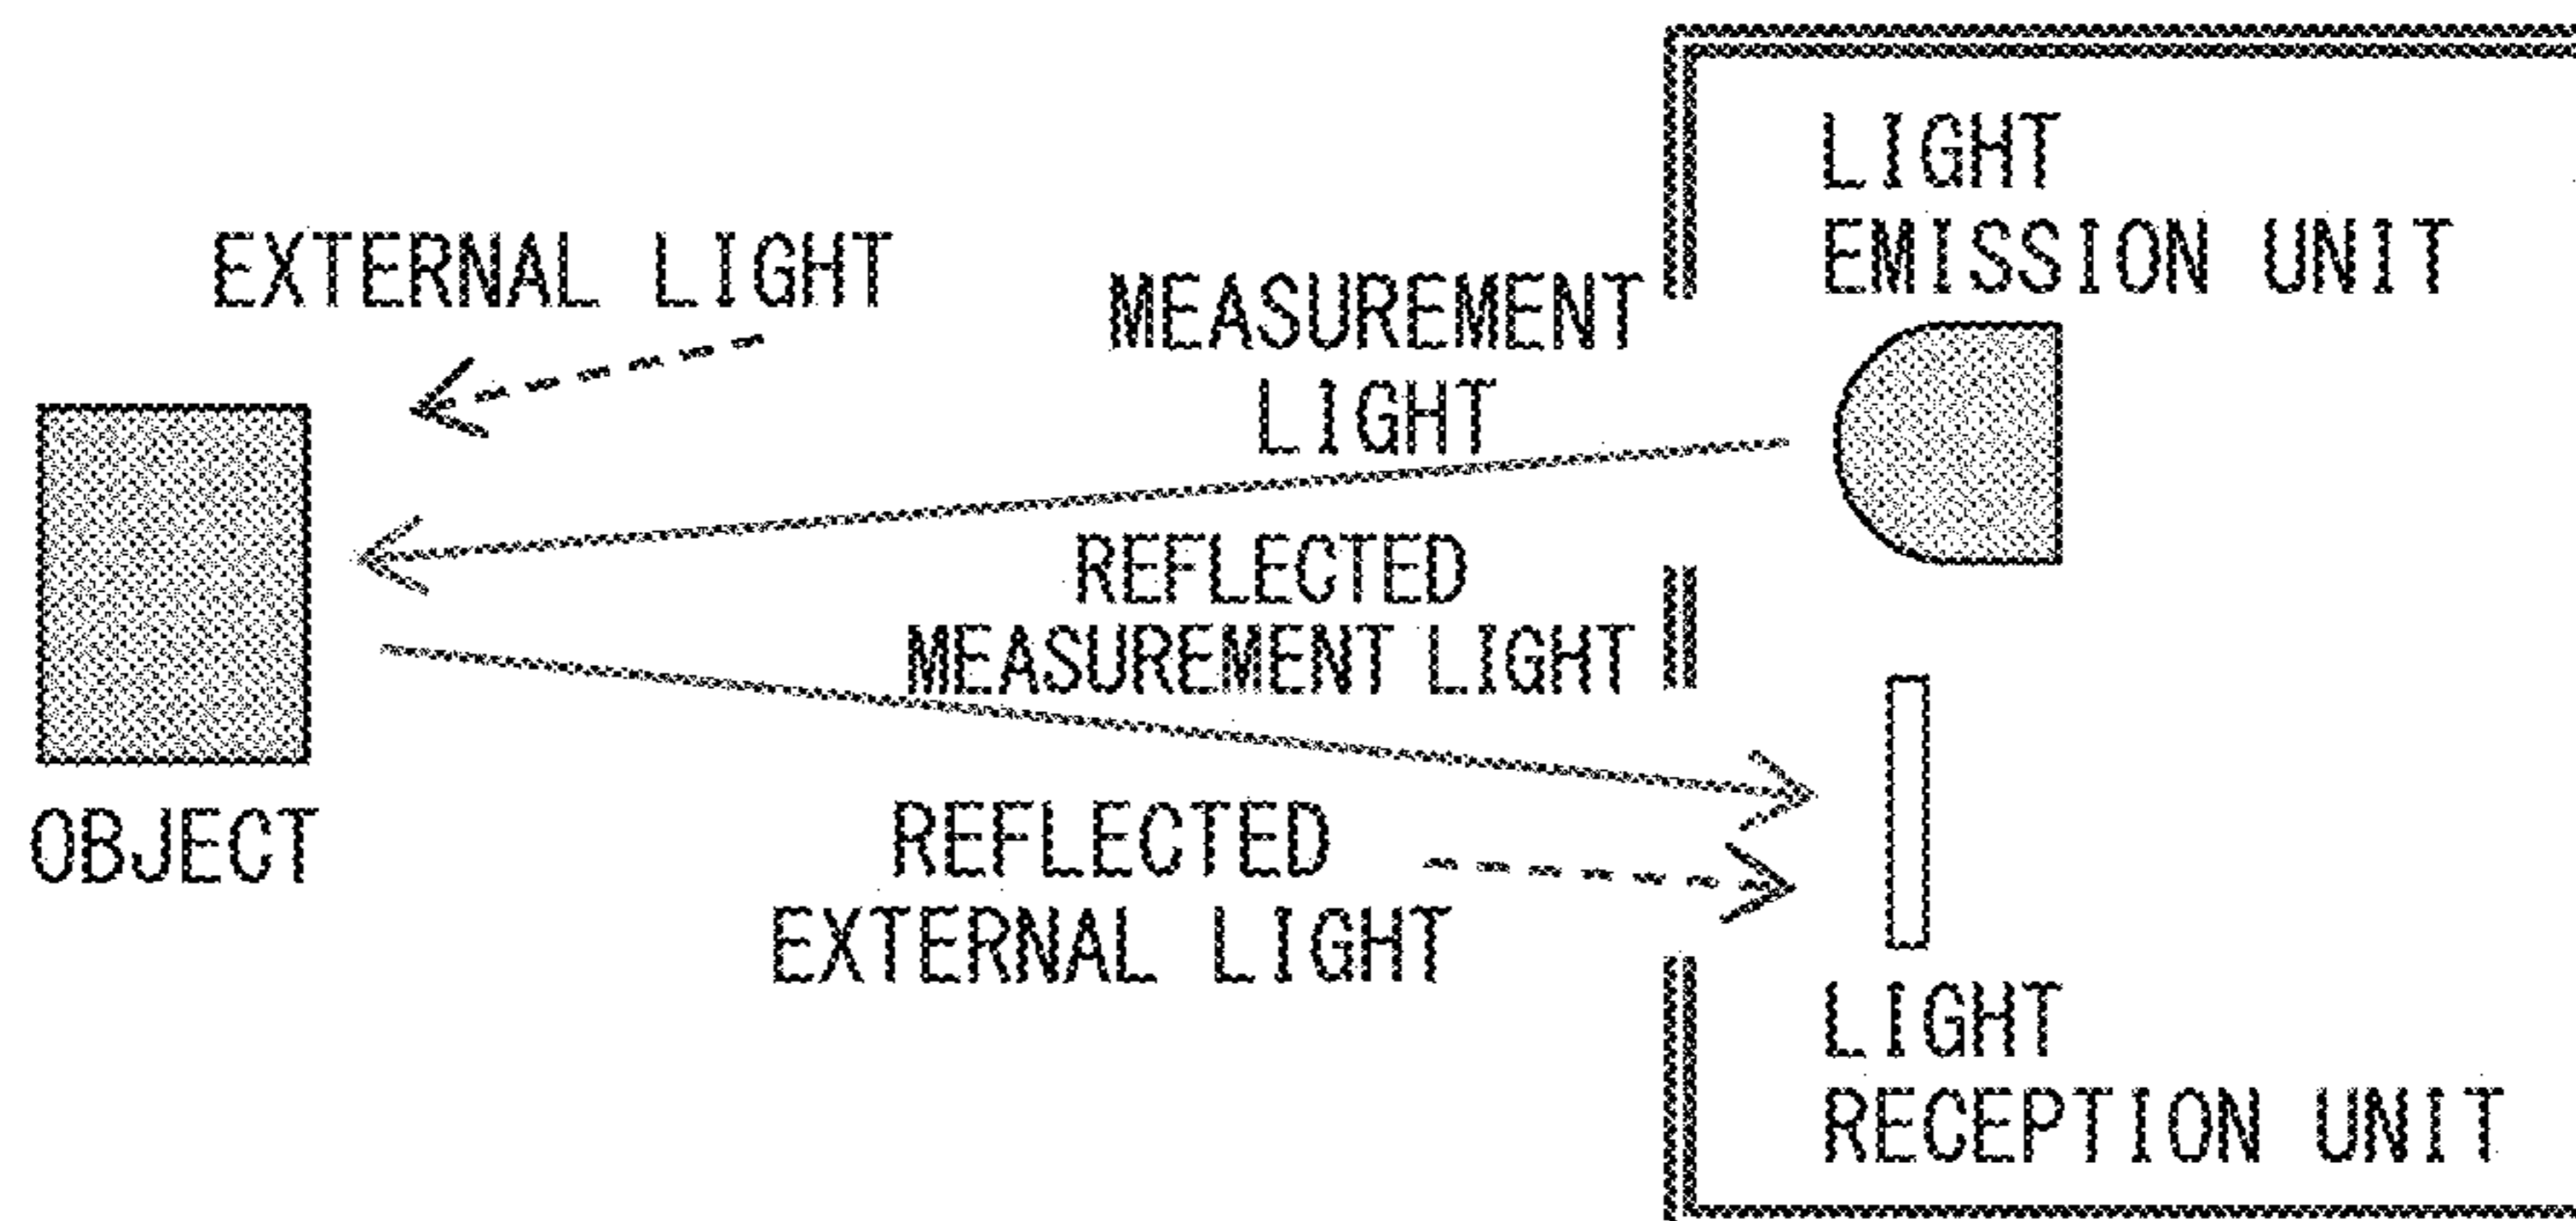 LIGHT
EMISSION UNIT
EXTERNAL LIGHT
MEASUREMENT
LIGHT
REFLECTED
MEASUREMENT LIGHT
OBJECT
REFLECTED
EXTERNAL LIGHT
LIGHT
RECEPTION UNIT